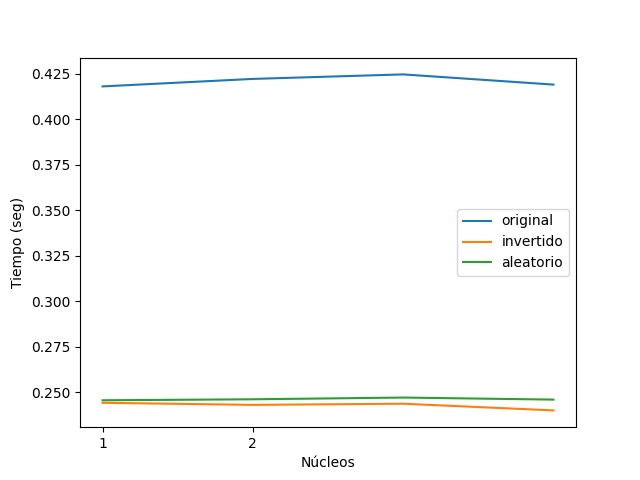 0.425
0.400
0.375
0.350
0.325
0.300
0.275
0.250
Tiempo (seg)
original
invertido
aleatorio
1 2
Núcleos